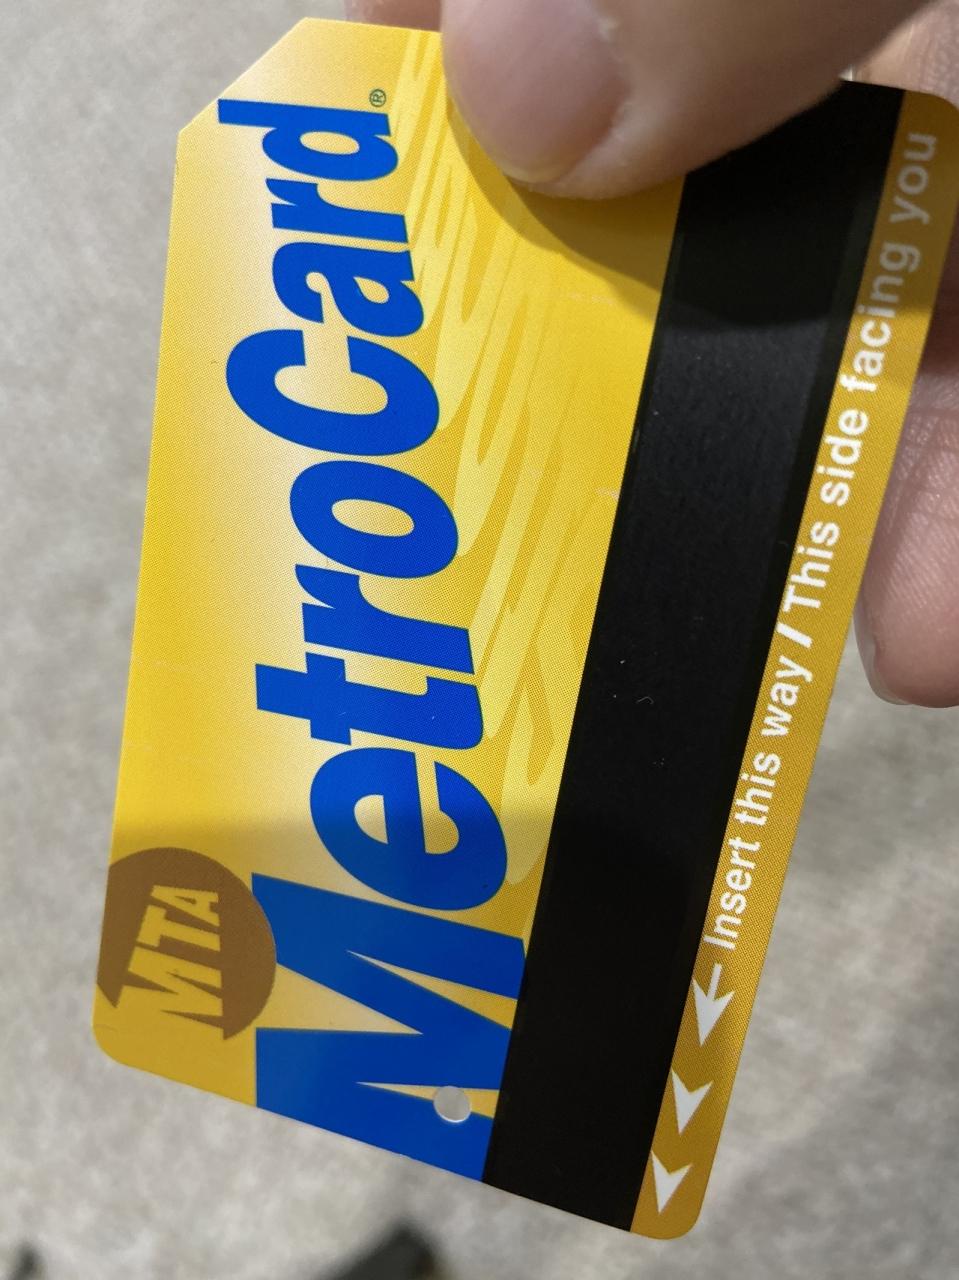 MTA
MetroCard®
← Insert this way / This side facing you